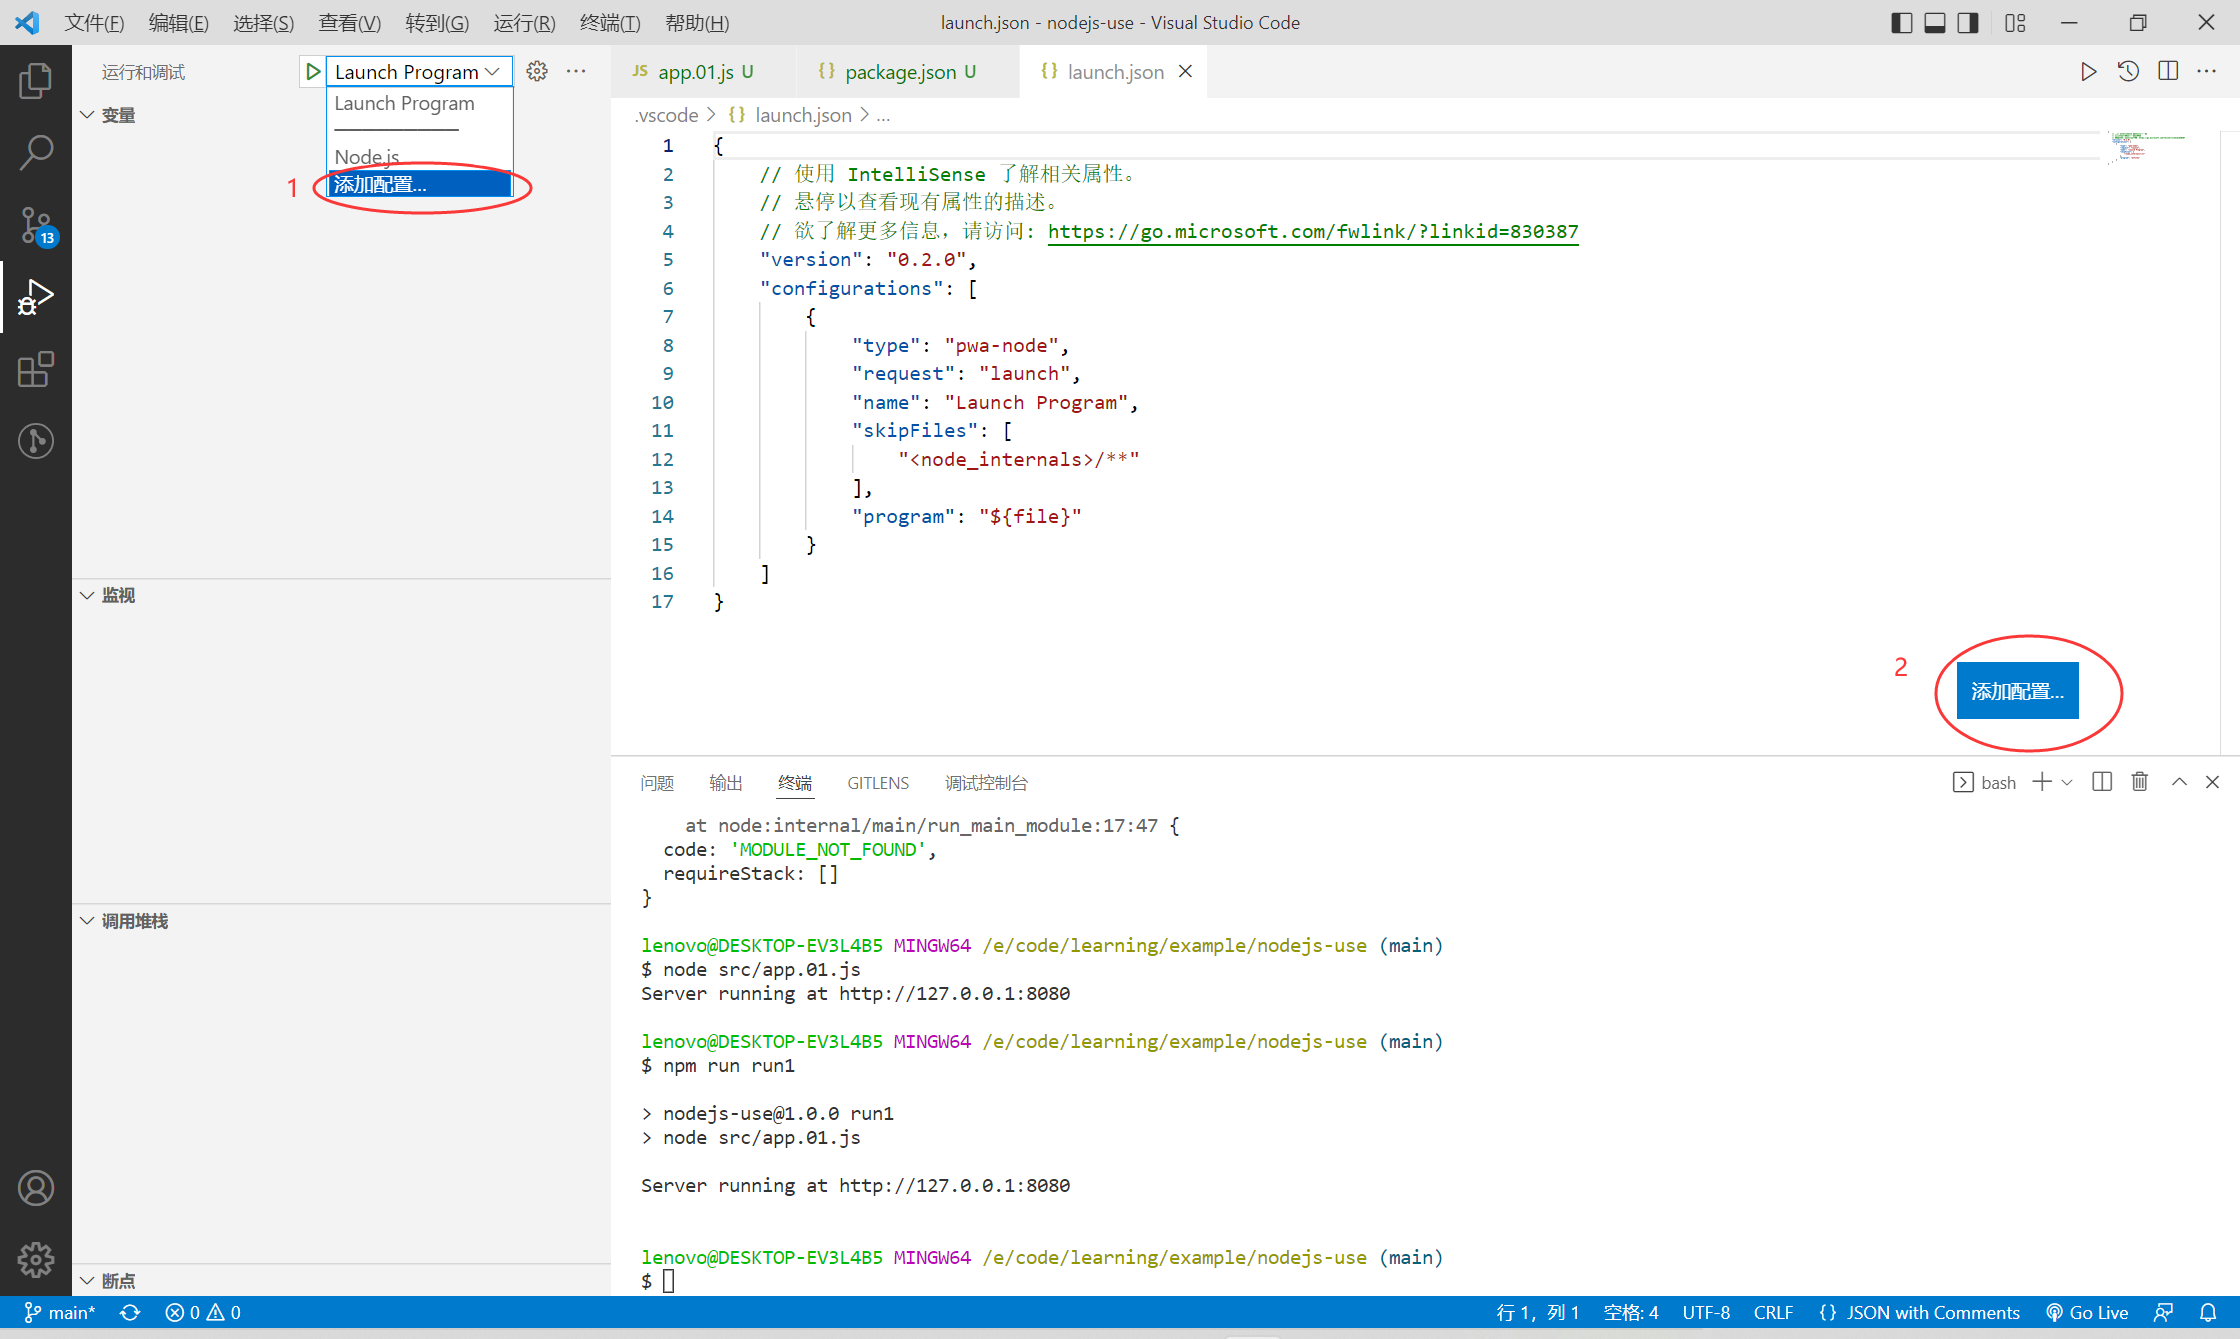 文件(F) 编辑(E) 选择(S) 查看(V) 转到(G) 运行(R) 终端(T) 帮助(H) launch.json - nodejs-use - Visual Studio Code
运行和调试 Launch Program
JS app.01.js U {} package.json U {} launch.json
Launch Program
Node.js
添加配置...
1
变量
13
监视
调用堆栈
断点
.vscode > {} launch.json > ...
1 {
2 // 使用 IntelliSense 了解相关属性。
3 // 悬停以查看现有属性的描述。
4 // 欲了解更多信息，请访问: https://go.microsoft.com/fwlink/?linkid=830387
5 "version": "0.2.0",
6 "configurations": [
7 {
8 "type": "pwa-node",
9 "request": "launch",
10 "name": "Launch Program",
11 "skipFiles": [
12 "<node_internals>/**"
13 ],
14 "program": "${file}"
15 }
16 ]
17 }
2
添加配置...
问题 输出 终端 GITLENS 调试控制台 bash
at node:internal/main/run_main_module:17:47 {
code: 'MODULE_NOT_FOUND',
requireStack: []
}
lenovo@DESKTOP-EV3L4B5 MINGW64 /e/code/learning/example/nodejs-use (main)
$ node src/app.01.js
Server running at http://127.0.0.1:8080
lenovo@DESKTOP-EV3L4B5 MINGW64 /e/code/learning/example/nodejs-use (main)
$ npm run run1
> nodejs-use@1.0.0 run1
> node src/app.01.js
Server running at http://127.0.0.1:8080
lenovo@DESKTOP-EV3L4B5 MINGW64 /e/code/learning/example/nodejs-use (main)
$
main* 0 0 行 1，列 1 空格: 4 UTF-8 CRLF {} JSON with Comments Go Live